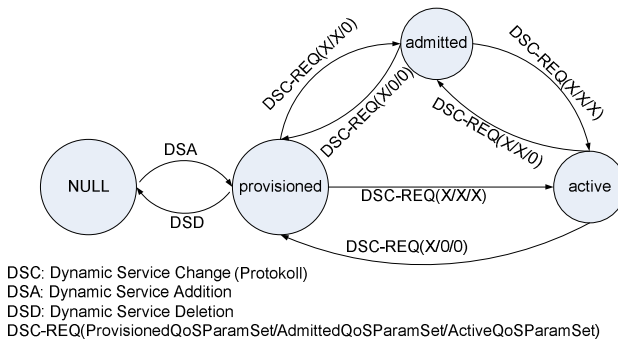 admitted
DSC-REQ(X/X/0)
DSC-REQ(X/0/0)
DSC-REQ(X/X/X)
DSC-REQ(X/X/0)
DSA
NULL
provisioned
active
DSC-REQ(X/X/X)
DSD
DSC-REQ(X/0/0)
DSC: Dynamic Service Change (Protokoll)
DSA: Dynamic Service Addition
DSD: Dynamic Service Deletion
DSC-REQ(ProvisionedQoSParamSet/AdmittedQoSParamSet/ActiveQoSParamSet)